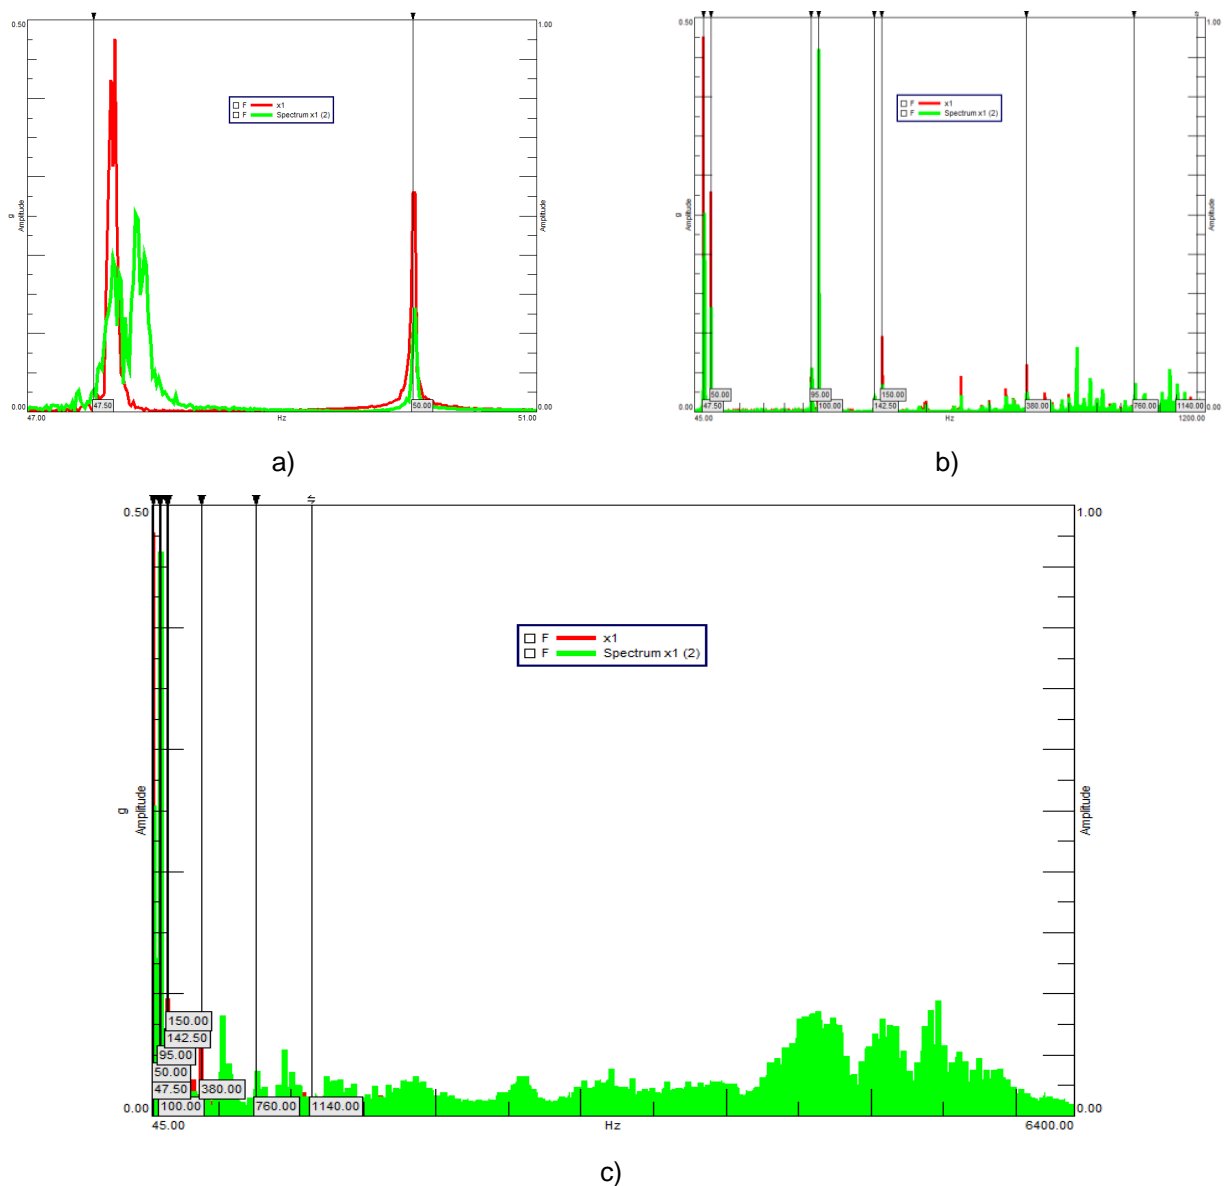 0.50
1.00
F x1
F Spectrum x1 (2)
g
Amplitude
Amplitude
0.00
47.50
50.00
0.00
47.00
Hz
51.00
a)
0.50
1.00
F x1
F Spectrum x1 (2)
g
Amplitude
Amplitude
50.00
95.00
150.00
0.00
47.50
100.00
142.50
380.00
760.00
1140.00
0.00
45.00
Hz
1200.00
b)
0.50
1.00
F x1
F Spectrum x1 (2)
g
Amplitude
Amplitude
150.00
142.50
95.00
50.00
47.50
380.00
0.00
100.00
760.00
1140.00
0.00
45.00
Hz
6400.00
c)